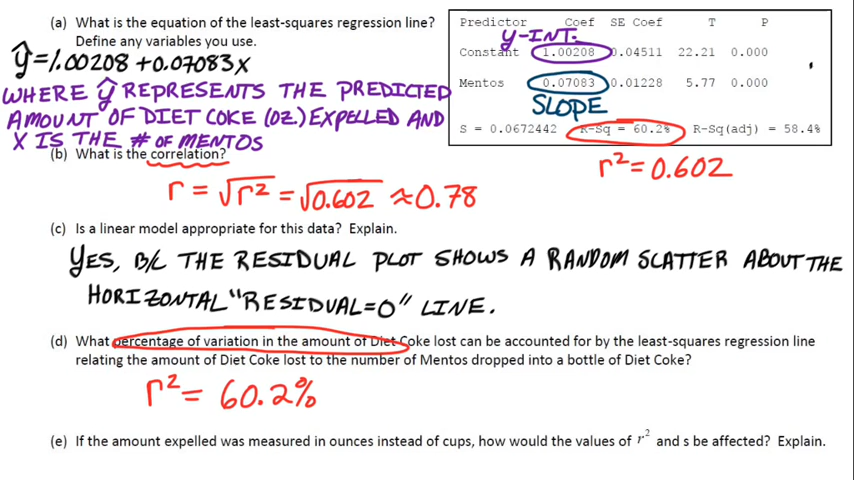 (a) What is the equation of the least-squares regression line?
Define any variables you use.
ŷ=1.00208 +0.07083x
WHERE ŷ REPRESENTS THE PREDICTED
AMOUNT OF DIET COKE (OZ) EXPELLED AND
X IS THE # OF MENTOS
Predictor Coef SE Coef T P
y-INT.
Constant 1.00208 0.04511 22.21 0.000
Mentos 0.07083 0.01228 5.77 0.000
SLOPE
S = 0.0672442 R-Sq = 60.2% R-Sq(adj) = 58.4%
r²=0.602
(b) What is the correlation?
r = √r² = √0.602 ≈0.78
(c) Is a linear model appropriate for this data? Explain.
YES, B/C THE RESIDUAL PLOT SHOWS A RANDOM SCATTER ABOUT THE
HORIZONTAL "RESIDUAL=0" LINE.
(d) What percentage of variation in the amount of Diet Coke lost can be accounted for by the least-squares regression line
relating the amount of Diet Coke lost to the number of Mentos dropped into a bottle of Diet Coke?
r² = 60.2%
(e) If the amount expelled was measured in ounces instead of cups, how would the values of r² and s be affected? Explain.